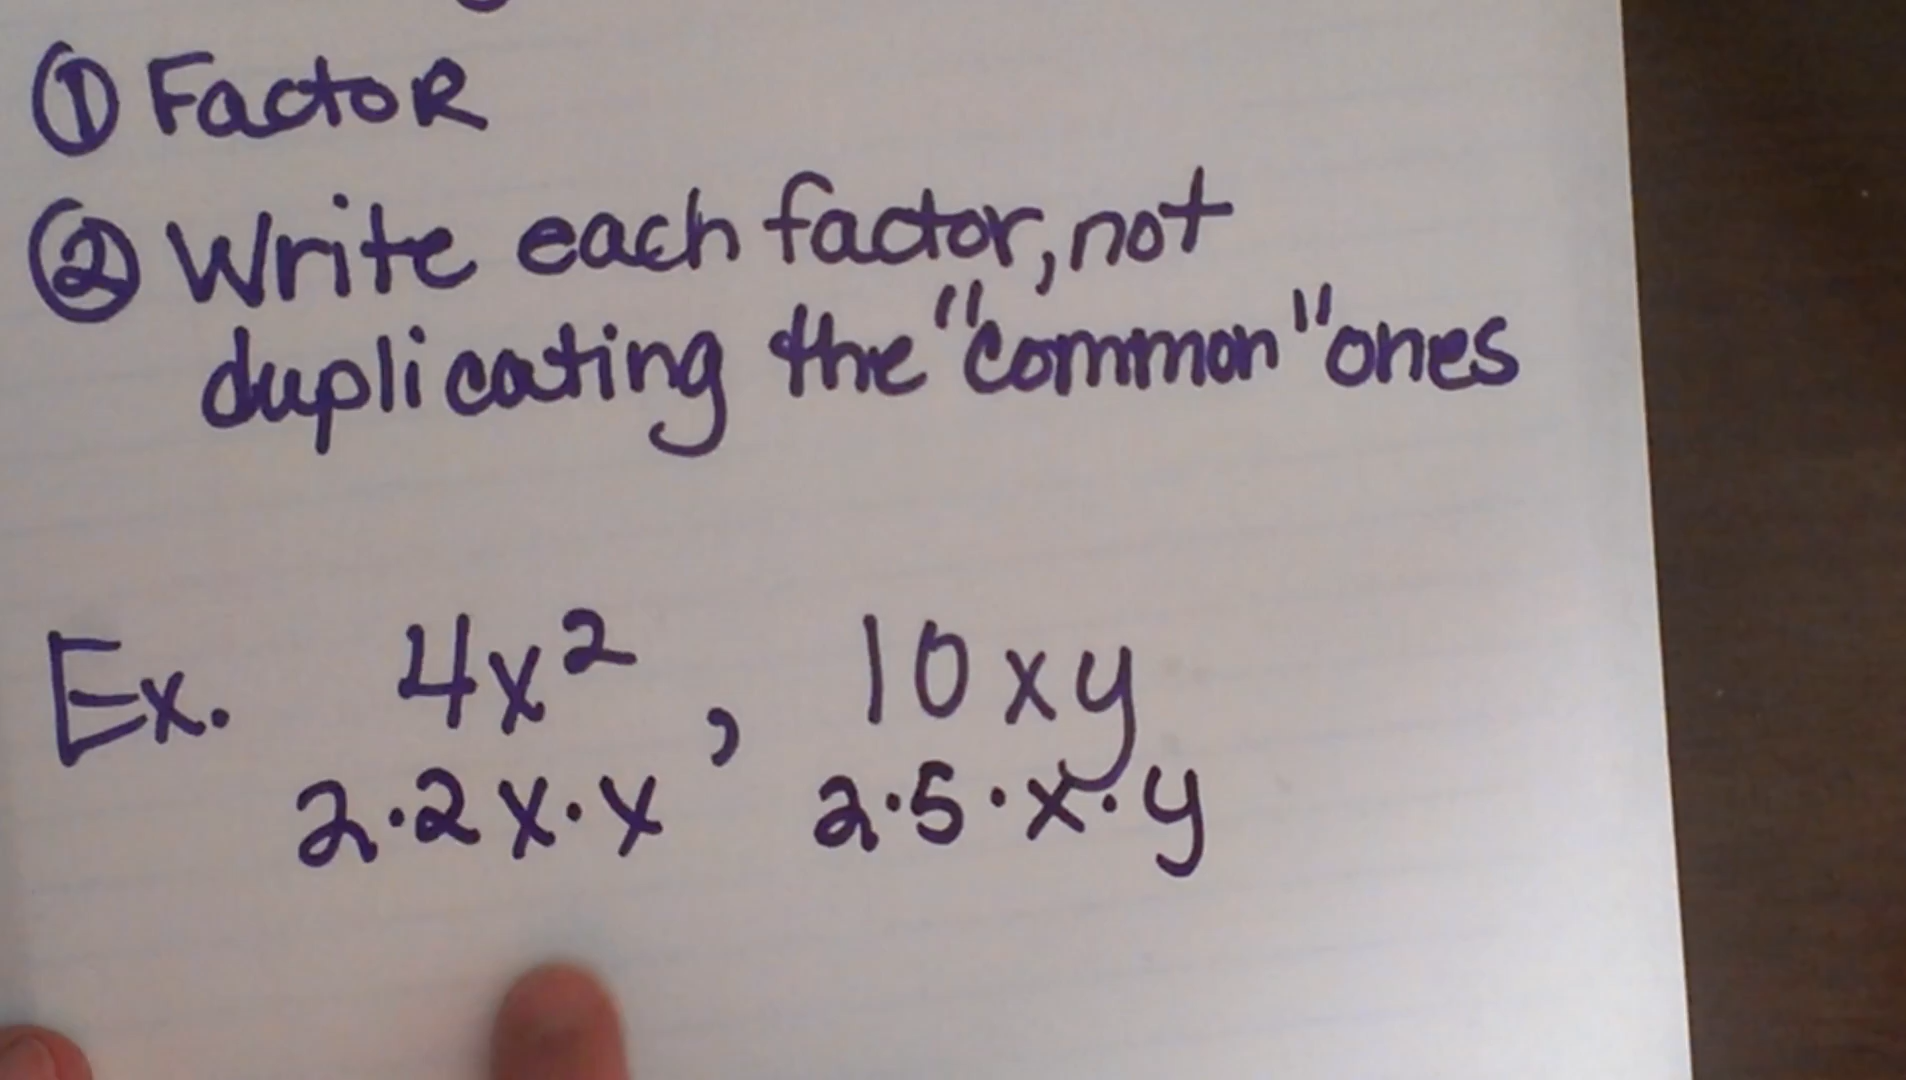 ① Factor
② Write each factor, not
duplicating the "common" ones
Ex. 4x², 10xy
2·2x·x 2·5·x·y